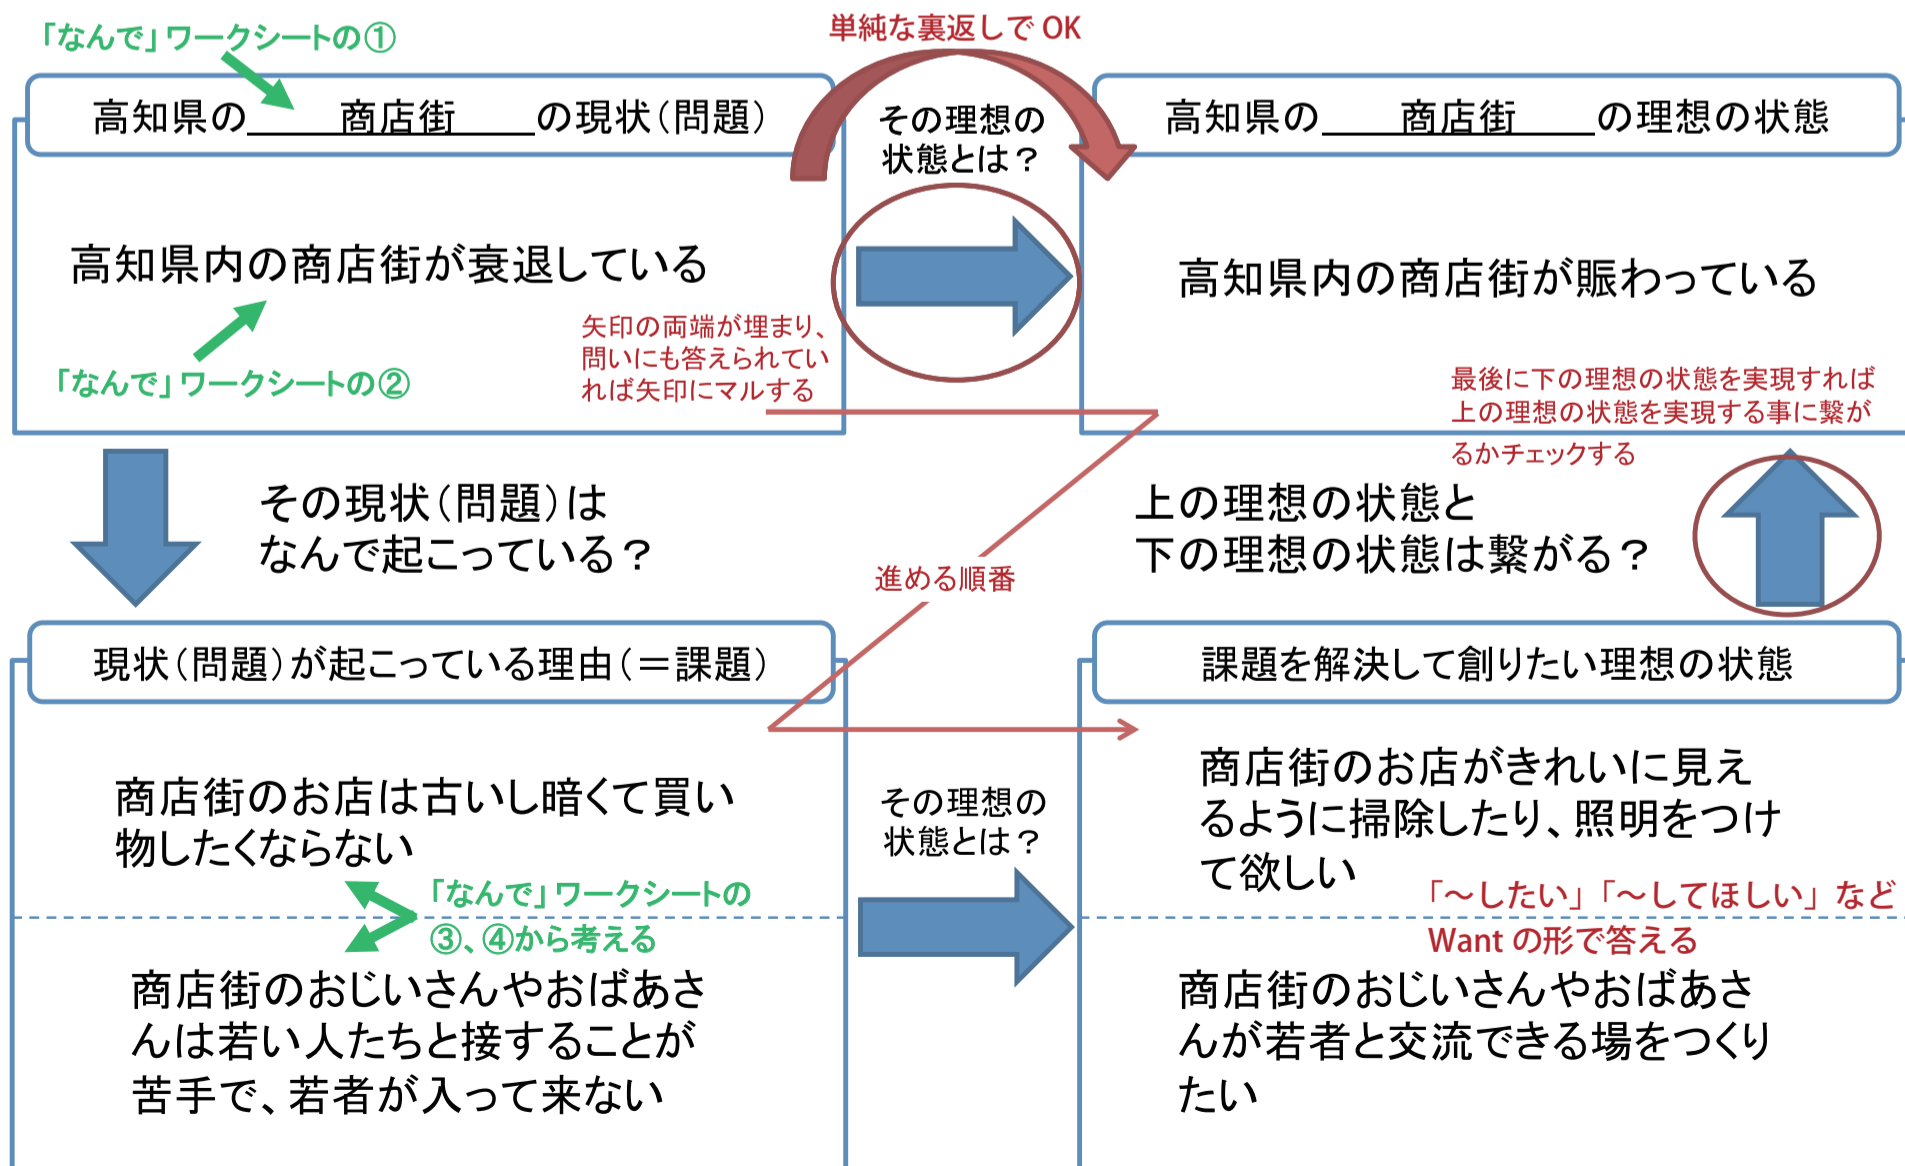 「なんで」ワークシートの①
単純な裏返しで OK
高知県の 商店街 の現状（問題）
その理想の
状態とは？
高知県の 商店街 の理想の状態
高知県内の商店街が衰退している
高知県内の商店街が賑わっている
矢印の両端が埋まり、
問いにも答えられてい
れば矢印にマルする
「なんで」ワークシートの②
最後に下の理想の状態を実現すれば
上の理想の状態を実現する事に繋が
るかチェックする
その現状（問題）は
なんで起こっている？
上の理想の状態と
下の理想の状態は繋がる？
進める順番
現状（問題）が起こっている理由（＝課題）
課題を解決して創りたい理想の状態
商店街のお店は古いし暗くて買い
物したくならない
その理想の
状態とは？
商店街のお店がきれいに見え
るように掃除したり、照明をつけ
て欲しい
「なんで」ワークシートの
③、④から考える
「～したい」「～してほしい」など
Want の形で答える
商店街のおじいさんやおばあさ
んは若い人たちと接することが
苦手で、若者が入って来ない
商店街のおじいさんやおばあさ
んが若者と交流できる場をつくり
たい